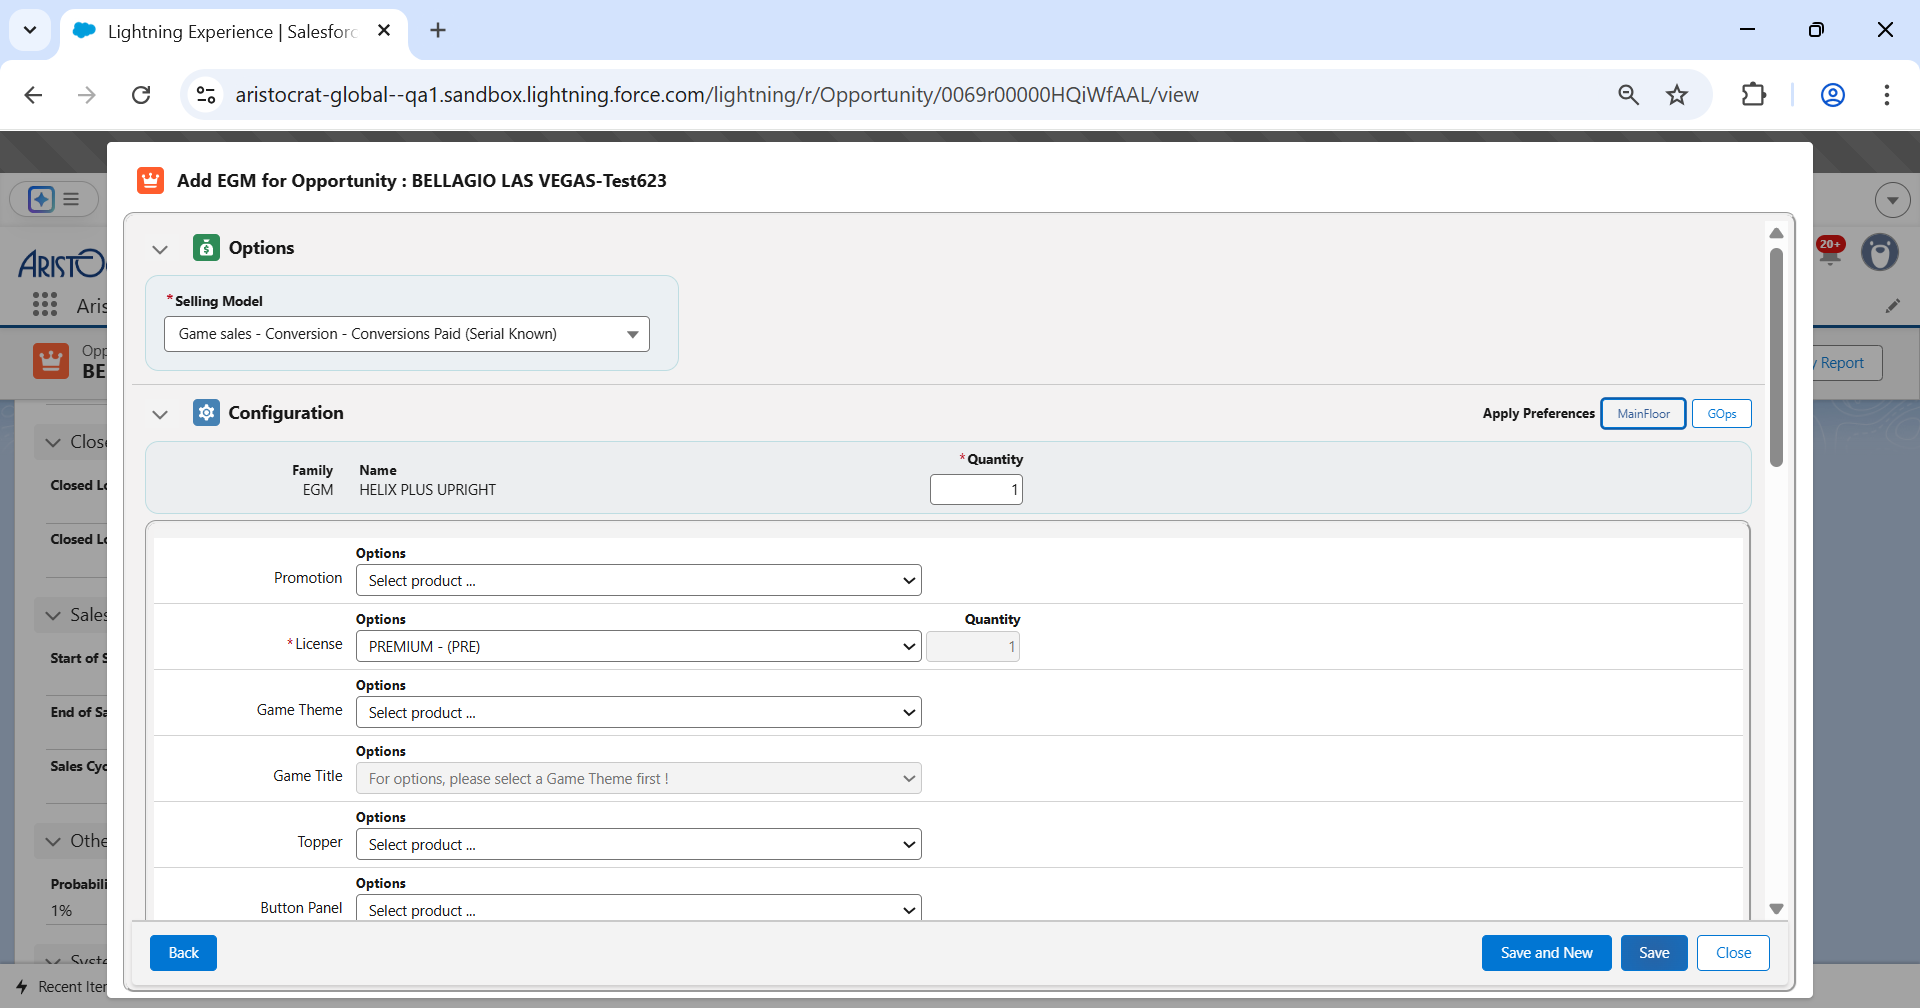 Lightning Experience | Salesforc
aristocrat-global--qa1.sandbox.lightning.force.com/lightning/r/Opportunity/0069r00000HQiWfAAL/view
Add EGM for Opportunity : BELLAGIO LAS VEGAS-Test623
Options
*Selling Model
Game sales - Conversion - Conversions Paid (Serial Known)
Configuration
Apply Preferences MainFloor GOps
Family Name *Quantity
EGM HELIX PLUS UPRIGHT 1
Options
Promotion Select product ...
Options Quantity
*License PREMIUM - (PRE) 1
Options
Game Theme Select product ...
Options
Game Title For options, please select a Game Theme first !
Options
Topper Select product ...
Options
Button Panel Select product ...
Back Save and New Save Close
ARISTOC
Aris
20+
Opp
BE
y Report
Close
Closed Lo
Closed Lo
Sales
Start of S
End of Sa
Sales Cyc
Othe
Probabili
1%
Syste
Recent Iter